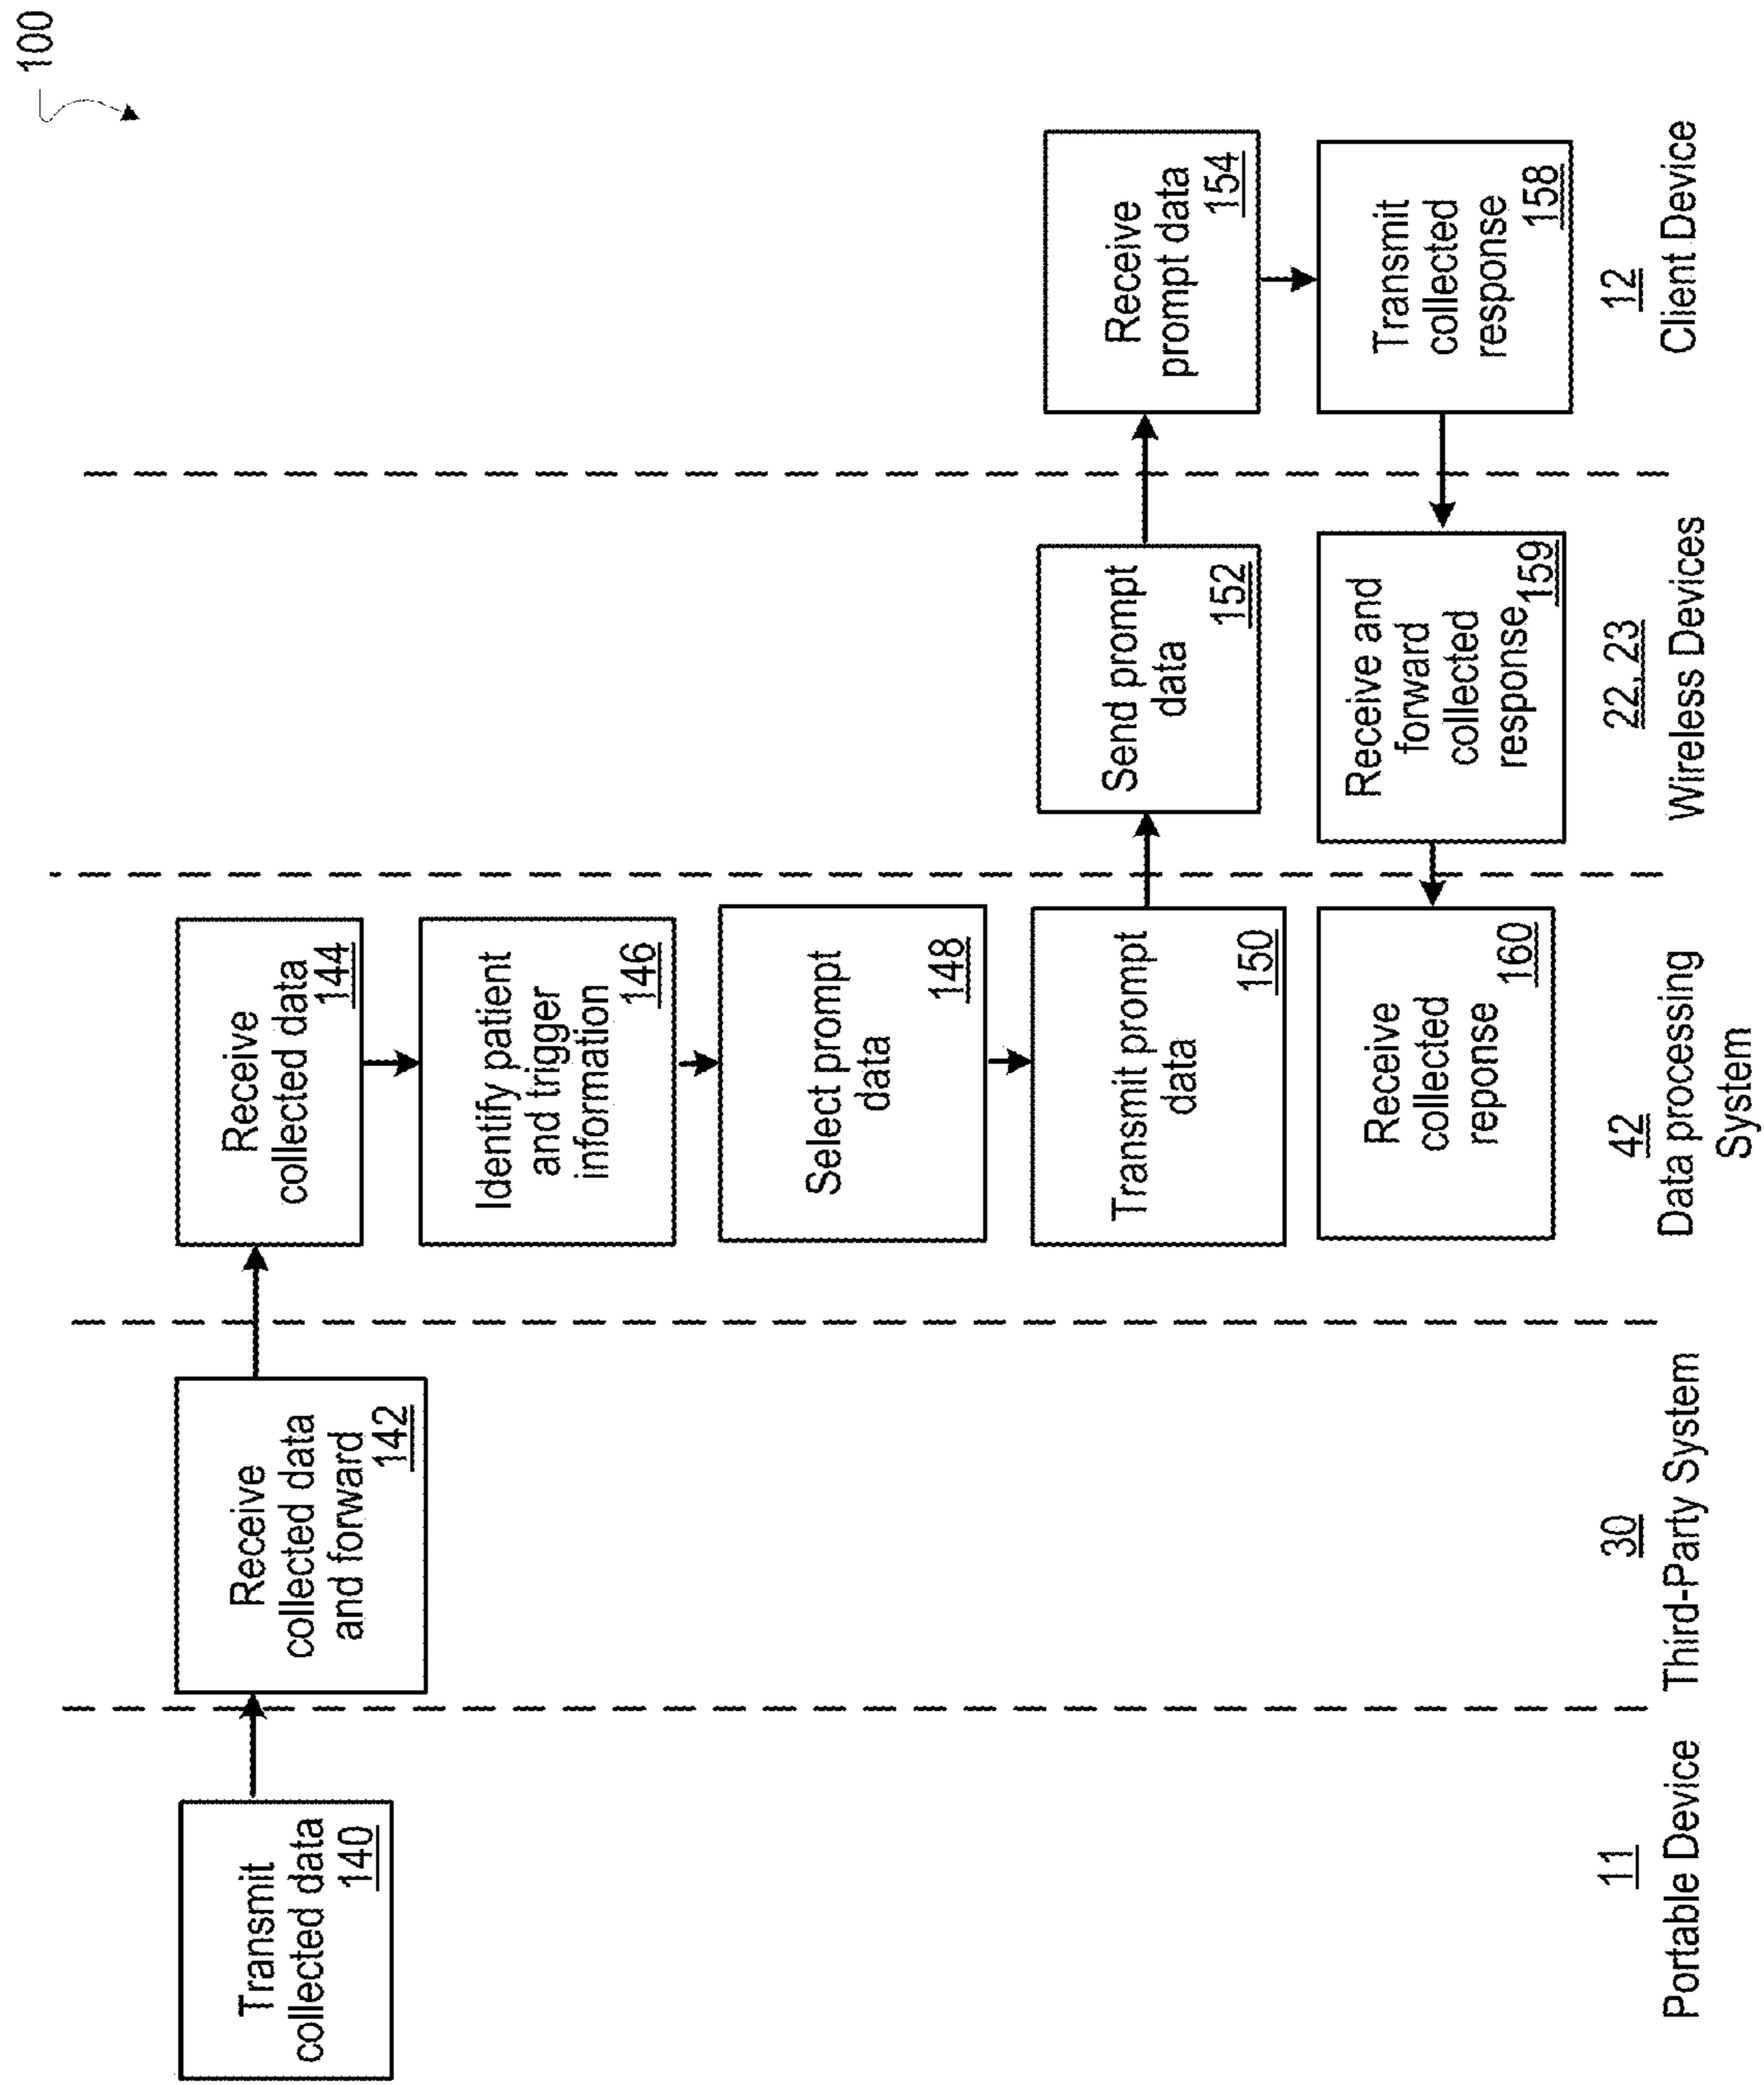 100
Transmit
collected data
140
Receive
collected data
and forward
142
Receive
collected data
144
Identify patient
and trigger
information
146
Select prompt
data
148
Transmit prompt
data
150
Send prompt
data
152
Receive
prompt data
154
Transmit
collected
response
158
Receive and
forward
collected
response
159
Receive
collected
reponse
160
11
Portable Device
30
Third-Party System
42
Data processing
System
22, 23
Wireless Devices
12
Client Device